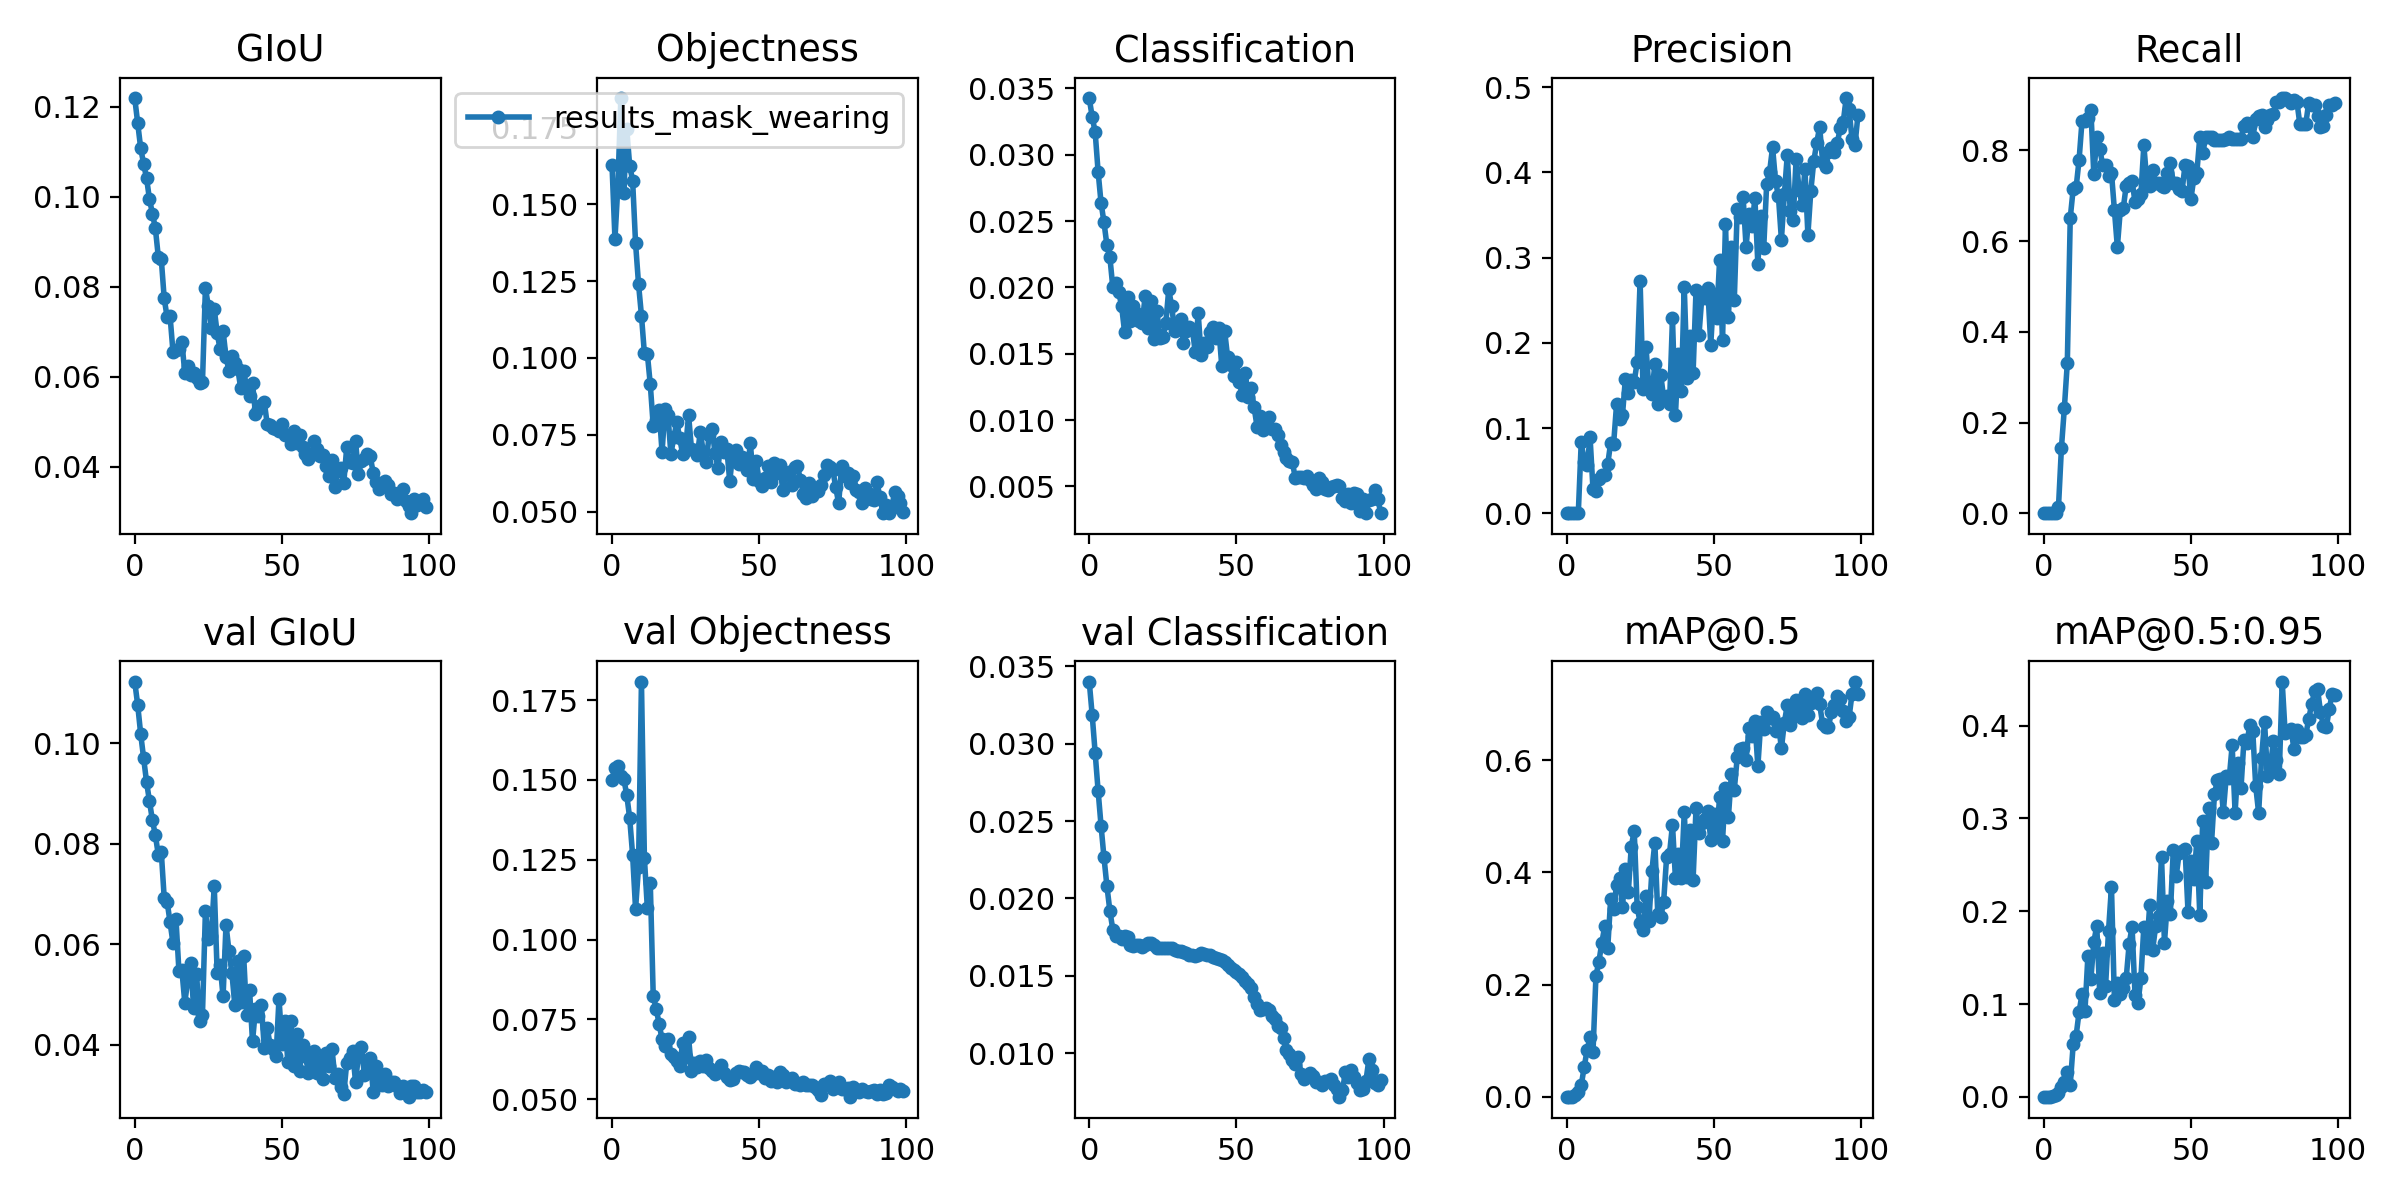 GIoU
Objectness
Classification
Precision
Recall
0.12
0.10
0.08
0.06
0.04
0 50 100
results_mask_wearing
0.175
0.150
0.125
0.100
0.075
0.050
0 50 100
0.035
0.030
0.025
0.020
0.015
0.010
0.005
0 50 100
0.5
0.4
0.3
0.2
0.1
0.0
0 50 100
0.8
0.6
0.4
0.2
0.0
0 50 100
val GIoU
val Objectness
val Classification
mAP@0.5
mAP@0.5:0.95
0.10
0.08
0.06
0.04
0 50 100
0.175
0.150
0.125
0.100
0.075
0.050
0 50 100
0.035
0.030
0.025
0.020
0.015
0.010
0 50 100
0.6
0.4
0.2
0.0
0 50 100
0.4
0.3
0.2
0.1
0.0
0 50 100